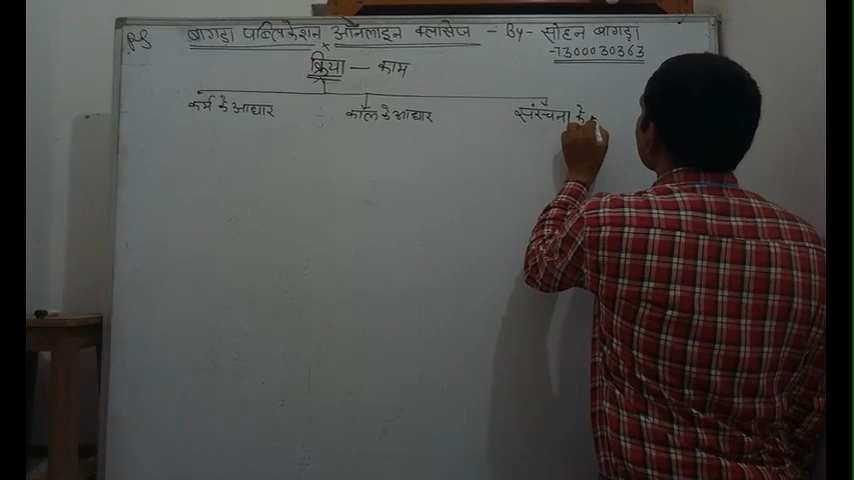 बागड़ा पब्लिकेशन ऑनलाइन क्लासेज - By - सोहन बागड़ा
-7300030363
क्रिया — काम
कर्म के आधार
कॉल के आधार
संरचना के